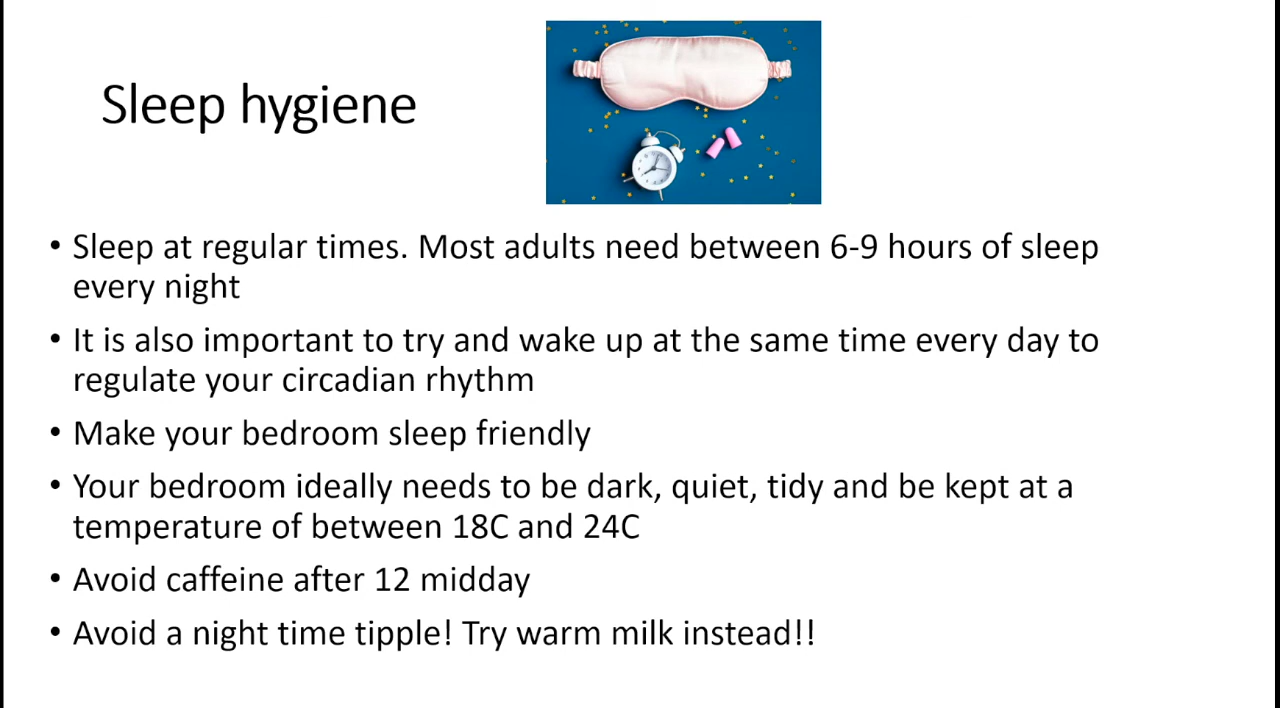 Sleep hygiene
• Sleep at regular times. Most adults need between 6-9 hours of sleep
every night
• It is also important to try and wake up at the same time every day to
regulate your circadian rhythm
• Make your bedroom sleep friendly
• Your bedroom ideally needs to be dark, quiet, tidy and be kept at a
temperature of between 18C and 24C
• Avoid caffeine after 12 midday
• Avoid a night time tipple! Try warm milk instead!!